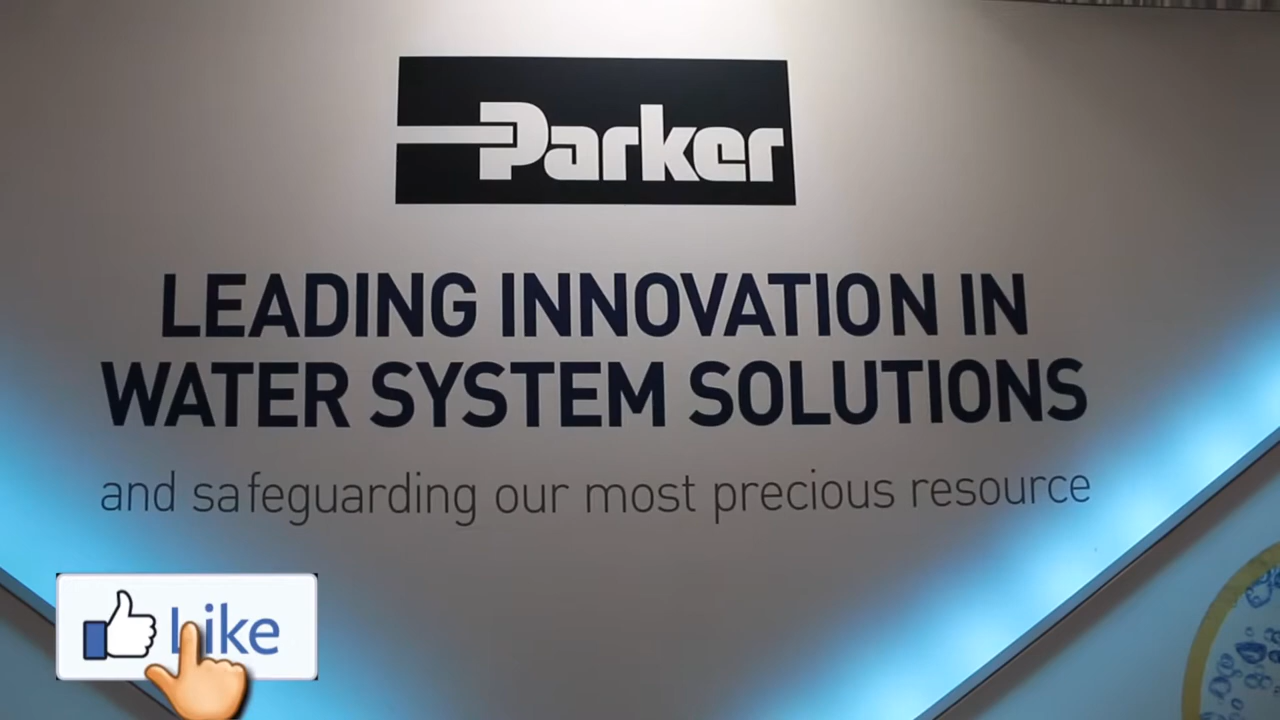 Parker
LEADING INNOVATION IN
WATER SYSTEM SOLUTIONS
and safeguarding our most precious resource
Like